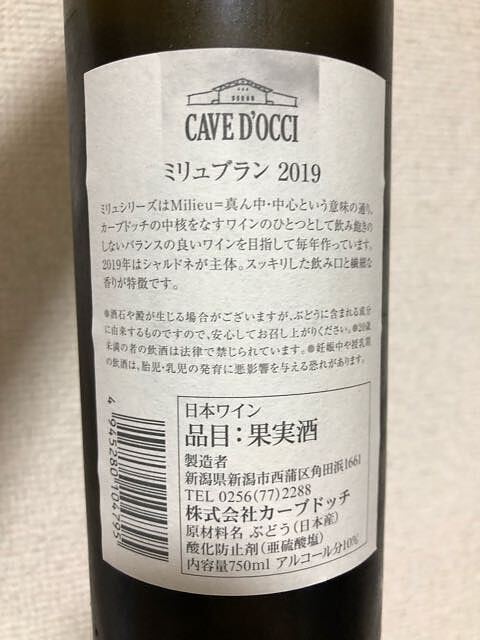 CAVE D'OCCI
ミリュブラン 2019
ミリュシリーズはMilieu=真ん中・中心という意味の通り、
カーブドッチの中核をなすワインのひとつとして飲み飽きの
しないバランスの良いワインを目指して毎年作っています。
2019年はシャルドネが主体。スッキリした飲み口と繊細な
香りが特徴です。
●酒石や澱が生じる場合がございますが、ぶどうに含まれる成分
に由来するものですので、安心してお召し上がりください。●20歳
未満の者の飲酒は法律で禁じられています。●妊娠中や授乳期
の飲酒は、胎児・乳児の発育に悪影響を与える恐れがあります。
4 945280 104795
日本ワイン
品目:果実酒
製造者
新潟県新潟市西蒲区角田浜1661
TEL 0256(77)2288
株式会社カーブドッチ
原材料名 ぶどう(日本産)
酸化防止剤(亜硫酸塩)
内容量750ml アルコール分10%